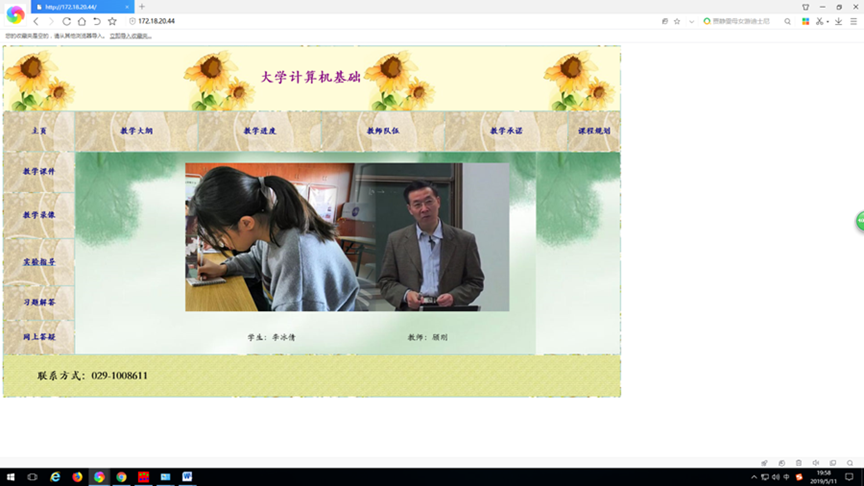 http://172.18.20.44/
172.18.20.44
您的收藏夹是空的，请从其他浏览器导入。 立即导入收藏夹...
大学计算机基础
主页 教学大纲 教学进度 教师队伍 教学承诺 课程规划
教学课件
教学录像
实验指导
习题解答
网上答疑
学生：李冰倩 教师：顾刚
联系方式：029-1008611
中
19:58
2019/5/11